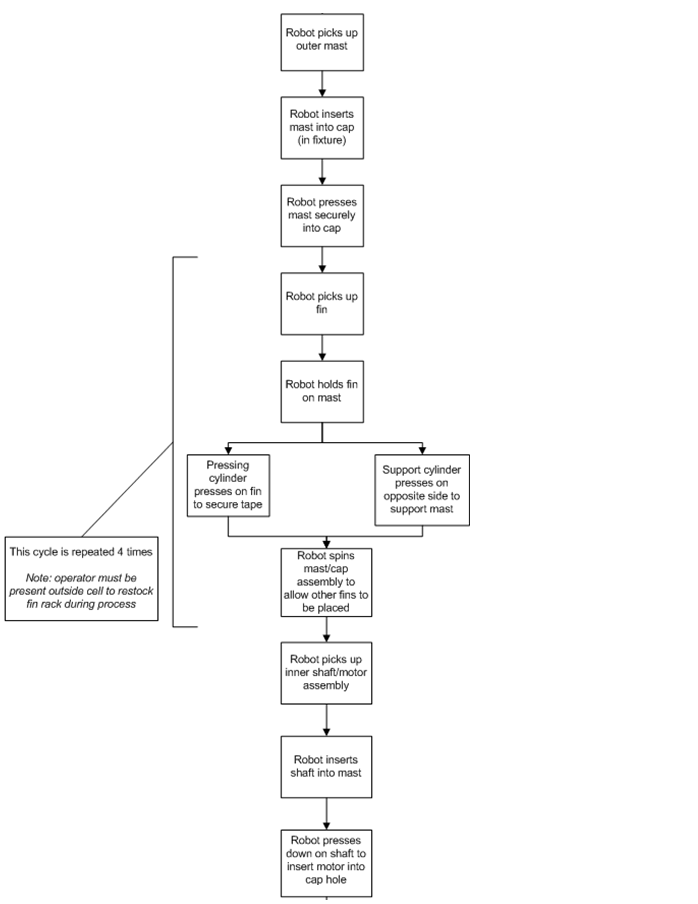 Robot picks up
outer mast
Robot inserts
mast into cap
(in fixture)
Robot presses
mast securely
into cap
Robot picks up
fin
Robot holds fin
on mast
Pressing
cylinder
presses on fin
to secure tape
Support cylinder
presses on
opposite side to
support mast
This cycle is repeated 4 times
Note: operator must be
present outside cell to restock
fin rack during process
Robot spins
mast/cap
assembly to
allow other fins to
be placed
Robot picks up
inner shaft/motor
assembly
Robot inserts
shaft into mast
Robot presses
down on shaft to
insert motor into
cap hole